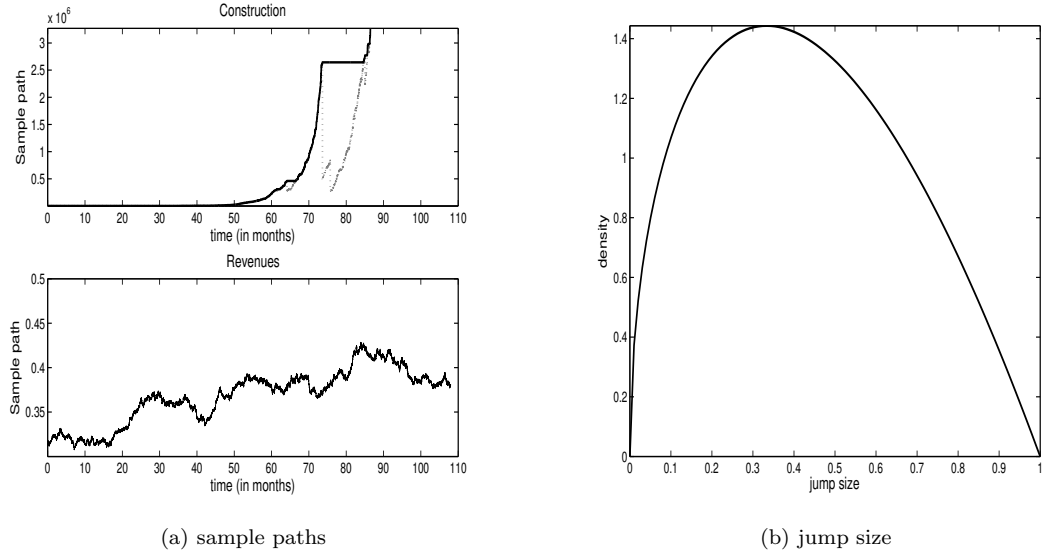 Construction
x 10^6
3
2.5
2
1.5
1
0.5
Sample path
0 10 20 30 40 50 60 70 80 90 100 110
time (in months)
Revenues
0.5
0.45
0.4
0.35
Sample path
0 10 20 30 40 50 60 70 80 90 100 110
time (in months)
(a) sample paths
1.4
1.2
1
0.8
0.6
0.4
0.2
0
density
0 0.1 0.2 0.3 0.4 0.5 0.6 0.7 0.8 0.9 1
jump size
(b) jump size